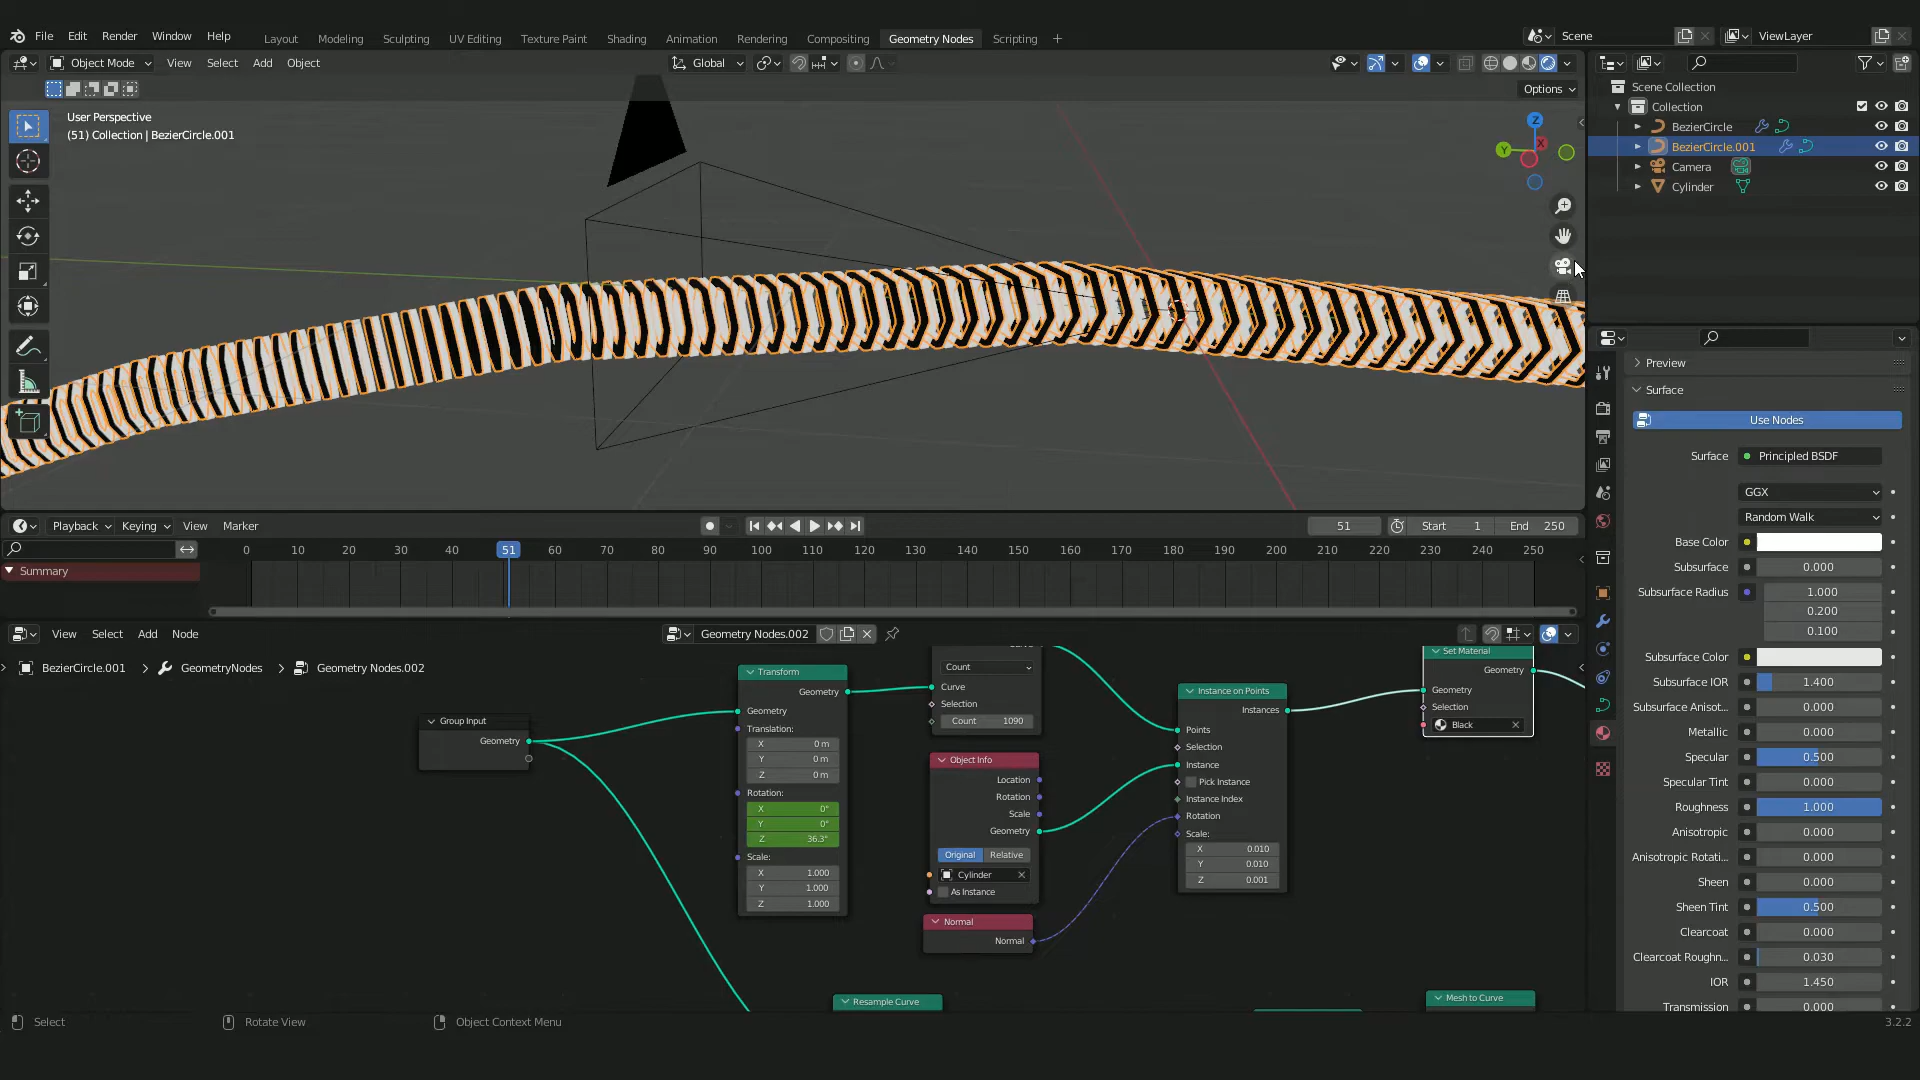 File Edit Render Window Help
Layout Modeling Sculpting UV Editing Texture Paint Shading Animation Rendering Compositing Geometry Nodes Scripting +
Scene
ViewLayer
Object Mode View Select Add Object
Global
Options
User Perspective
(51) Collection | BezierCircle.001
Z
Y
X
Scene Collection
Collection
BezierCircle
BezierCircle.001
Camera
Cylinder
Preview
Surface
Use Nodes
Surface Principled BSDF
GGX
Random Walk
Base Color
Subsurface 0.000
Subsurface Radius 1.000
0.200
0.100
Subsurface Color
Subsurface IOR 1.400
Subsurface Anisot... 0.000
Metallic 0.000
Specular 0.500
Specular Tint 0.000
Roughness 1.000
Anisotropic 0.000
Anisotropic Rotati... 0.000
Sheen 0.000
Sheen Tint 0.500
Clearcoat 0.000
Clearcoat Roughn... 0.030
IOR 1.450
Transmission 0.000
Playback Keying View Marker
51 Start 1 End 250
0 10 20 30 40 51 60 70 80 90 100 110 120 130 140 150 160 170 180 190 200 210 220 230 240 250
Summary
View Select Add Node
Geometry Nodes.002
BezierCircle.001 > GeometryNodes > Geometry Nodes.002
Group Input
Geometry
Transform
Geometry
Geometry
Translation:
X 0 m
Y 0 m
Z 0 m
Rotation:
X 0°
Y 0°
Z 36.3°
Scale:
X 1.000
Y 1.000
Z 1.000
Count
Curve
Selection
Count 1090
Object Info
Location
Rotation
Scale
Geometry
Original Relative
Cylinder
As Instance
Normal
Normal
Instance on Points
Instances
Points
Selection
Instance
Pick Instance
Instance Index
Rotation
Scale:
X 0.010
Y 0.010
Z 0.001
Set Material
Geometry
Geometry
Selection
Black
Resample Curve
Mesh to Curve
Select
Rotate View
Object Context Menu
3.2.2